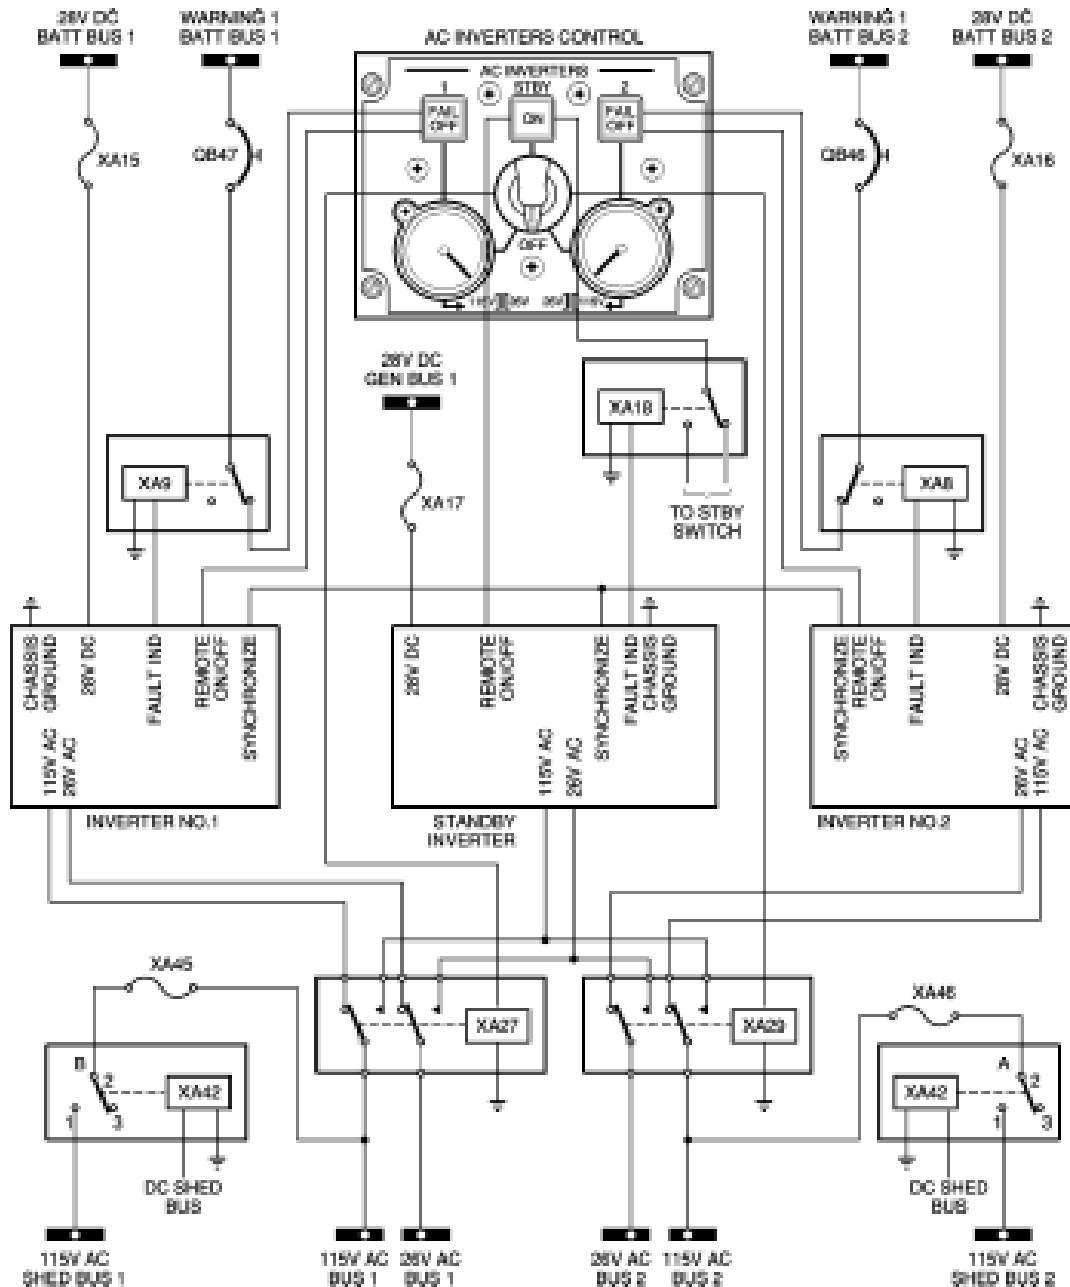 28V DC
BATT BUS 1
WARNING 1
BATT BUS 1
AC INVERTERS CONTROL
WARNING 1
BATT BUS 2
28V DC
BATT BUS 2
AC INVERTERS
1
STBY
2
FAIL
OFF
ON
FAIL
OFF
XA15
QB47
QB46
XA16
OFF
115V
26V
26V
115V
28V DC
GEN BUS 1
XA18
XA9
XA17
TO STBY
SWITCH
XA8
CHASSIS
GROUND
28V DC
FAULT IND
REMOTE
ON/OFF
SYNCHRONIZE
115V AC
26V AC
28V DC
REMOTE
ON/OFF
SYNCHRONIZE
FAULT IND
CHASSIS
GROUND
115V AC
26V AC
SYNCHRONIZE
REMOTE
ON/OFF
FAULT IND
28V DC
CHASSIS
GROUND
26V AC
115V AC
INVERTER NO.1
STANDBY
INVERTER
INVERTER NO.2
XA45
XA46
XA27
XA29
B
2
1
3
XA42
A
2
1
3
XA42
DC SHED
BUS
DC SHED
BUS
115V AC
SHED BUS 1
115V AC
BUS 1
26V AC
BUS 1
26V AC
BUS 2
115V AC
BUS 2
115V AC
SHED BUS 2